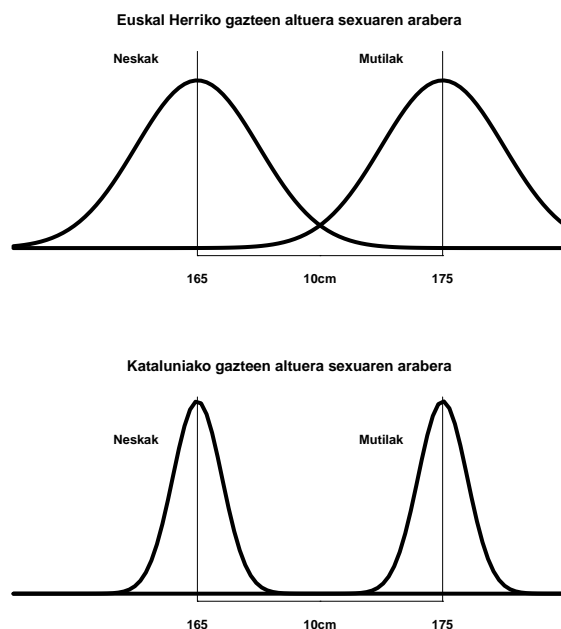 Euskal Herriko gazteen altuera sexuaren arabera
Neskak Mutilak
165 10cm 175
Kataluniako gazteen altuera sexuaren arabera
Neskak Mutilak
165 10cm 175